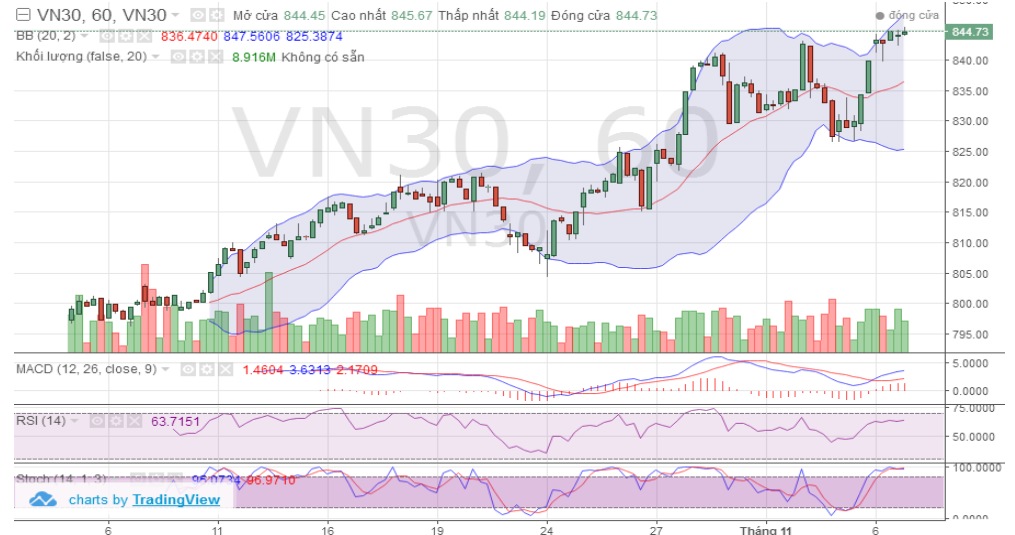 VN30, 60, VN30 Mở cửa 844.45 Cao nhất 845.67 Thấp nhất 844.19 Đóng cửa 844.73
đóng cửa
BB (20, 2) 836.4740 847.5606 825.3874
Khối lượng (false, 20) 8.916M Không có sẵn
VN30, 60
VN30
844.73
840.00
835.00
830.00
825.00
820.00
815.00
810.00
805.00
800.00
795.00
MACD (12, 26, close, 9) 1.4604 3.6313 2.1709
5.0000
0.0000
RSI (14) 63.7151
75.0000
50.0000
Stoch (14, 1, 3) 96.0734 96.9710
100.0000
0.0000
charts by TradingView
6 11 16 19 24 27 Tháng 11 6